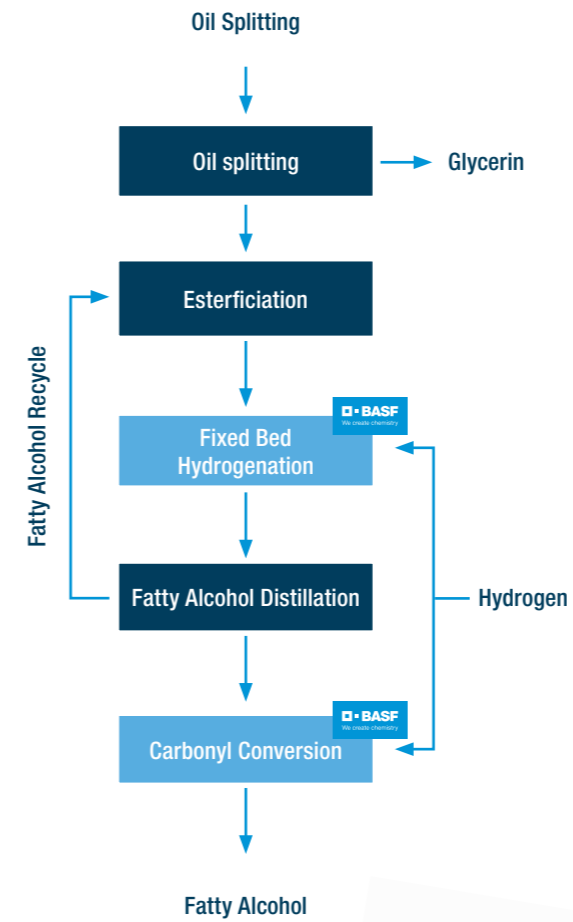 Oil Splitting
Oil splitting
Glycerin
Esterficiation
Fatty Alcohol Recycle
BASF
We create chemistry
Fixed Bed
Hydrogenation
Fatty Alcohol Distillation
Hydrogen
BASF
We create chemistry
Carbonyl Conversion
Fatty Alcohol